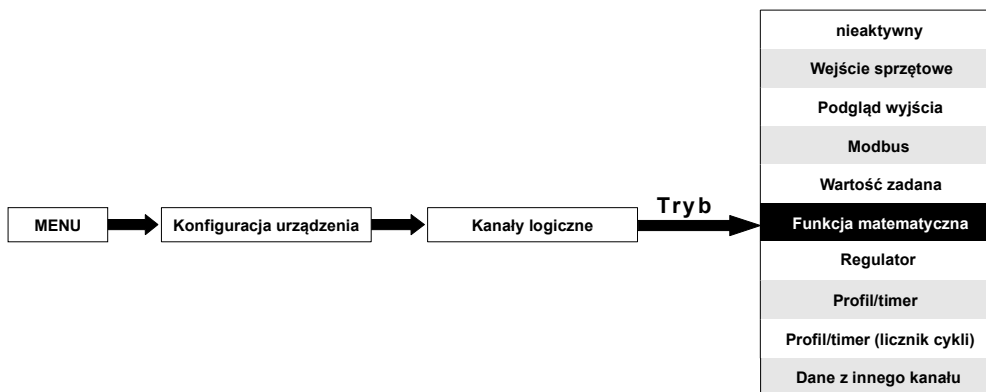 MENU
Konfiguracja urządzenia
Kanały logiczne
Tryb
nieaktywny
Wejście sprzętowe
Podgląd wyjścia
Modbus
Wartość zadana
Funkcja matematyczna
Regulator
Profil/timer
Profil/timer (licznik cykli)
Dane z innego kanału